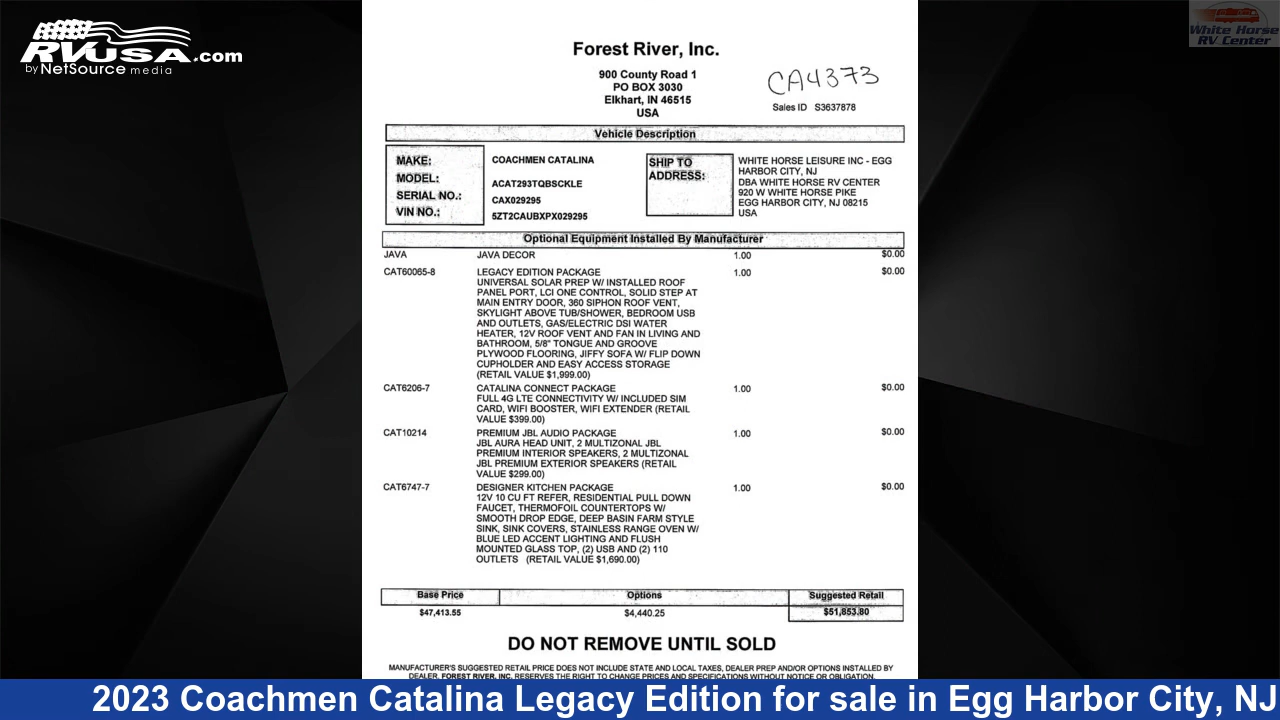 RVUSA.com
by NetSource media
White Horse
RV Center
Forest River, Inc.
900 County Road 1
PO BOX 3030
Elkhart, IN 46515
USA
CA4373
Sales ID S3637878
Vehicle Description
MAKE: COACHMEN CATALINA
MODEL: ACAT293TQBSCKLE
SERIAL NO.: CAX029295
VIN NO.: 5ZT2CAUBXPX029295
SHIP TO
ADDRESS:
WHITE HORSE LEISURE INC - EGG
HARBOR CITY, NJ
DBA WHITE HORSE RV CENTER
920 W WHITE HORSE PIKE
EGG HARBOR CITY, NJ 08215
USA
Optional Equipment Installed By Manufacturer
JAVA JAVA DECOR 1.00 $0.00
CAT60065-8 LEGACY EDITION PACKAGE 1.00 $0.00
UNIVERSAL SOLAR PREP W/ INSTALLED ROOF
PANEL PORT, LCI ONE CONTROL, SOLID STEP AT
MAIN ENTRY DOOR, 360 SIPHON ROOF VENT,
SKYLIGHT ABOVE TUB/SHOWER, BEDROOM USB
AND OUTLETS, GAS/ELECTRIC DSI WATER
HEATER, 12V ROOF VENT AND FAN IN LIVING AND
BATHROOM, 5/8" TONGUE AND GROOVE
PLYWOOD FLOORING, JIFFY SOFA W/ FLIP DOWN
CUPHOLDER AND EASY ACCESS STORAGE
(RETAIL VALUE $1,999.00)
CAT6206-7 CATALINA CONNECT PACKAGE 1.00 $0.00
FULL 4G LTE CONNECTIVITY W/ INCLUDED SIM
CARD, WIFI BOOSTER, WIFI EXTENDER (RETAIL
VALUE $399.00)
CAT10214 PREMIUM JBL AUDIO PACKAGE 1.00 $0.00
JBL AURA HEAD UNIT, 2 MULTIZONAL JBL
PREMIUM INTERIOR SPEAKERS, 2 MULTIZONAL
JBL PREMIUM EXTERIOR SPEAKERS (RETAIL
VALUE $299.00)
CAT6747-7 DESIGNER KITCHEN PACKAGE 1.00 $0.00
12V 10 CU FT REFER, RESIDENTIAL PULL DOWN
FAUCET, THERMOFOIL COUNTERTOPS W/
SMOOTH DROP EDGE, DEEP BASIN FARM STYLE
SINK, SINK COVERS, STAINLESS RANGE OVEN W/
BLUE LED ACCENT LIGHTING AND FLUSH
MOUNTED GLASS TOP, (2) USB AND (2) 110
OUTLETS (RETAIL VALUE $1,690.00)
Base Price Options Suggested Retail
$47,413.55 $4,440.25 $51,853.80
DO NOT REMOVE UNTIL SOLD
MANUFACTURER'S SUGGESTED RETAIL PRICE DOES NOT INCLUDE STATE AND LOCAL TAXES, DEALER PREP AND/OR OPTIONS INSTALLED BY
DEALER. FOREST RIVER, INC. RESERVES THE RIGHT TO CHANGE PRICES AND SPECIFICATIONS WITHOUT NOTICE OR OBLIGATION.
2023 Coachmen Catalina Legacy Edition for sale in Egg Harbor City, NJ